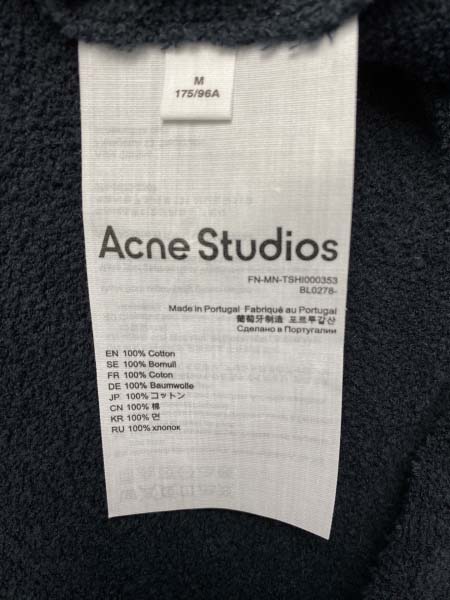 M
175/96A
Acne Studios
FN-MN-TSHI000353
BL0278-
Made in Portugal Fabriqué au Portugal
葡萄牙制造 포르투갈산
Сделано в Португалии
EN 100% Cotton
SE 100% Bomull
FR 100% Coton
DE 100% Baumwolle
JP 100% コットン
CN 100% 棉
KR 100% 면
RU 100% хлопок